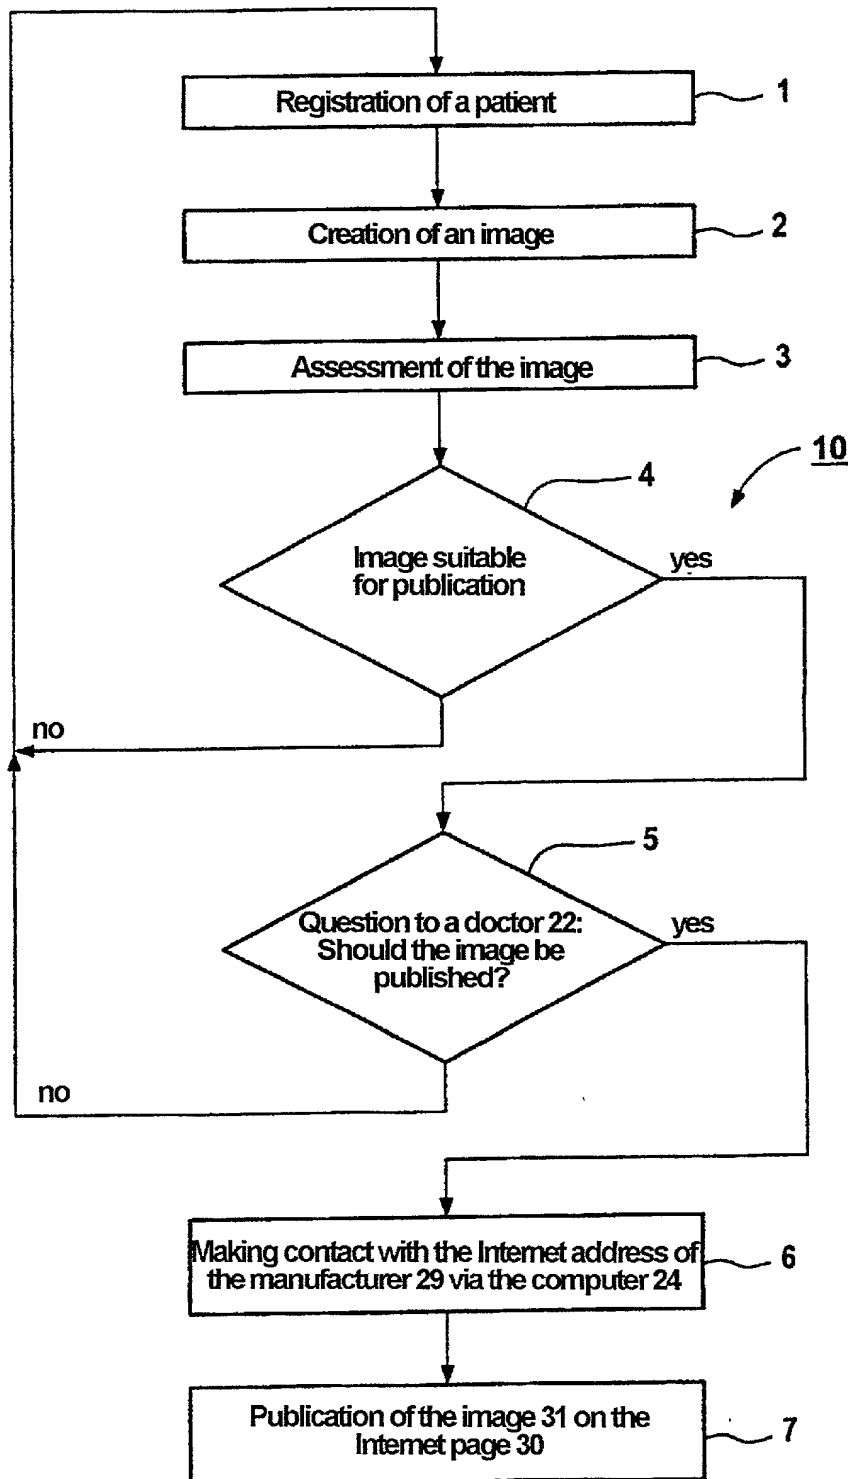 Registration of a patient
1
Creation of an image
2
Assessment of the image
3
10
4
Image suitable
for publication
yes
no
5
Question to a doctor 22:
Should the image be
published?
yes
no
Making contact with the Internet address of
the manufacturer 29 via the computer 24
6
Publication of the image 31 on the
Internet page 30
7